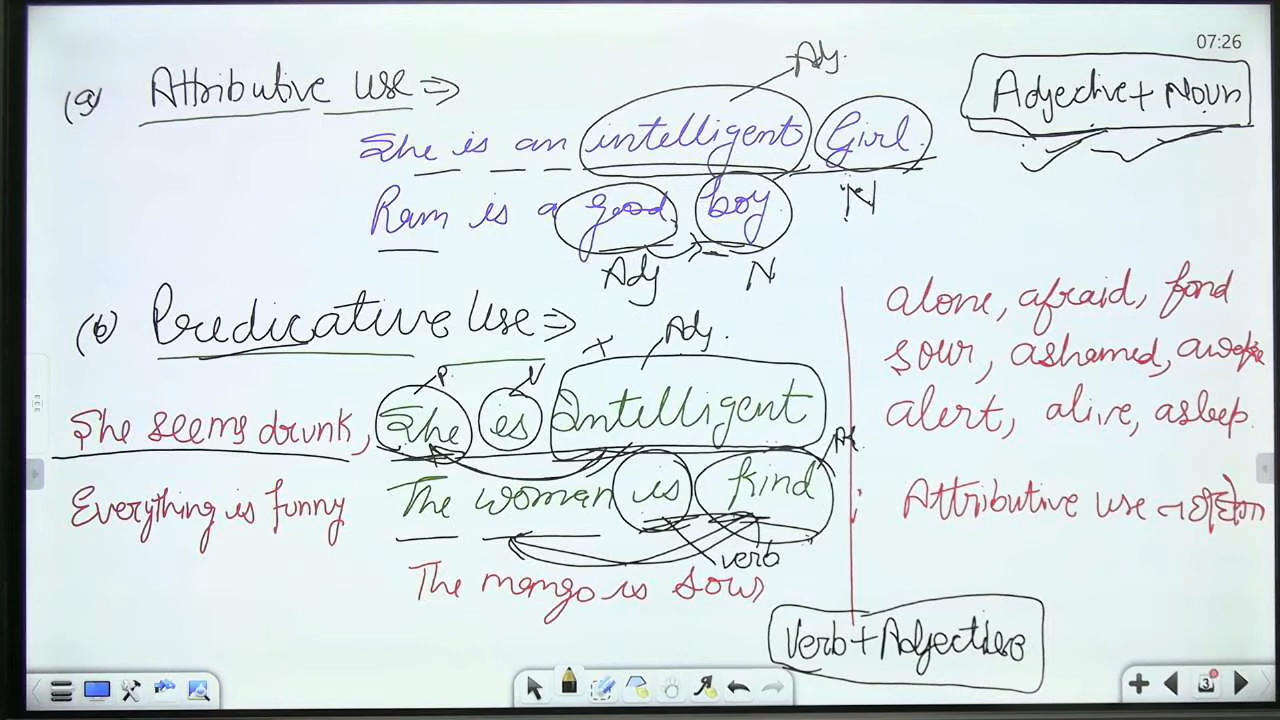 07:26
(a) Attributive Use ⇒
Adj.
Adjective + Noun
She is an intelligent Girl.
N
Ram is a good boy
Adj N
(b) Predicative Use ⇒
Adj.
P. V
She seems drunk, She is Intelligent
Everything is funny
The woman is kind
verb
The mango is sour
alone, afraid, fond
sour, ashamed, awake
alert, alive, asleep.
Attributive use →
Verb + Adjective
3